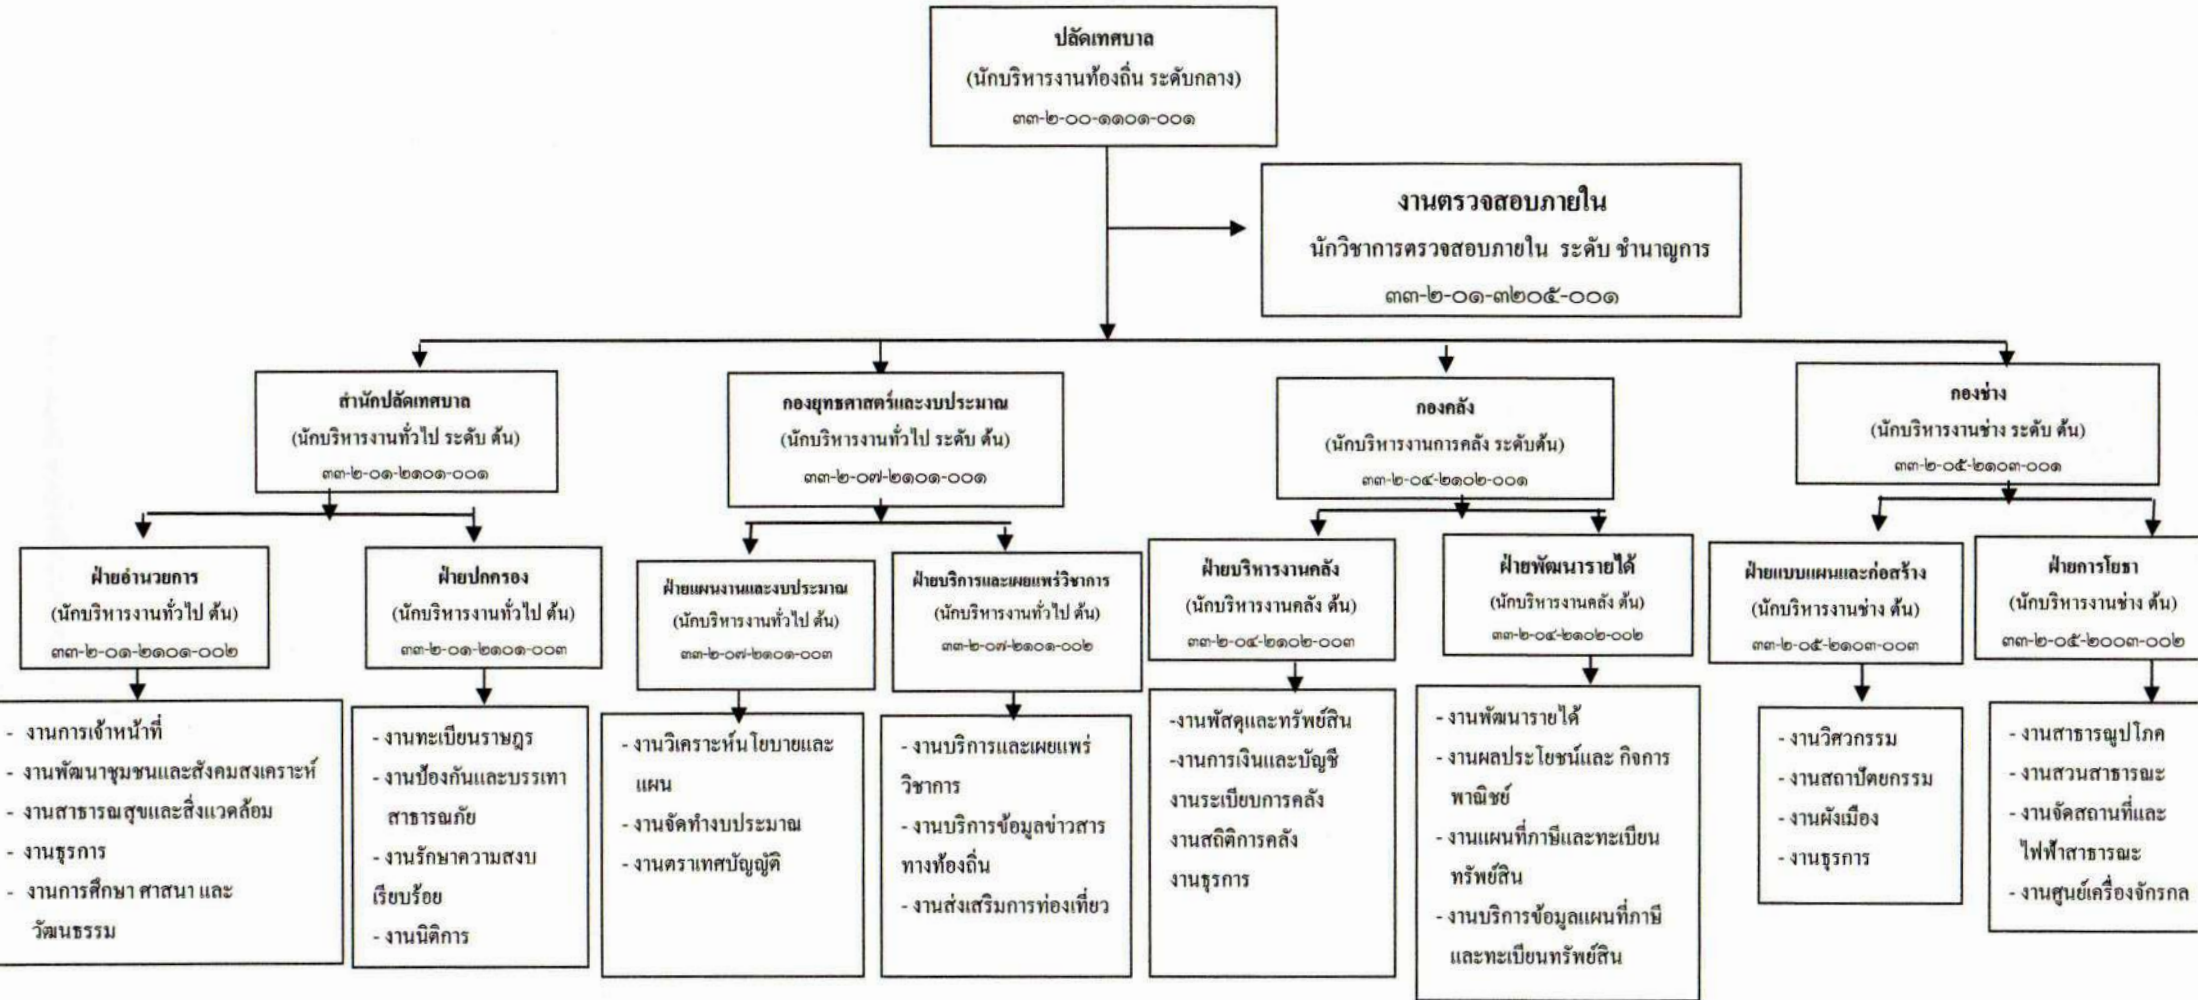 ปลัดเทศบาล
(นักบริหารงานท้องถิ่น ระดับกลาง)
๓๓-๒-๐๐-๑๑๐๑-๐๐๑
งานตรวจสอบภายใน
นักวิชาการตรวจสอบภายใน ระดับ ชำนาญการ
๓๓-๒-๐๑-๓๒๐๕-๐๐๑
สำนักปลัดเทศบาล
(นักบริหารงานทั่วไป ระดับ ต้น)
๓๓-๒-๐๑-๒๑๐๑-๐๐๑
กองยุทธศาสตร์และงบประมาณ
(นักบริหารงานทั่วไป ระดับ ต้น)
๓๓-๒-๐๗-๒๑๐๑-๐๐๑
กองคลัง
(นักบริหารงานการคลัง ระดับต้น)
๓๓-๒-๐๔-๒๑๐๒-๐๐๑
กองช่าง
(นักบริหารงานช่าง ระดับ ต้น)
๓๓-๒-๐๕-๒๑๐๓-๐๐๑
ฝ่ายอำนวยการ
(นักบริหารงานทั่วไป ต้น)
๓๓-๒-๐๑-๒๑๐๑-๐๐๒
ฝ่ายปกครอง
(นักบริหารงานทั่วไป ต้น)
๓๓-๒-๐๑-๒๑๐๑-๐๐๓
ฝ่ายแผนงานและงบประมาณ
(นักบริหารงานทั่วไป ต้น)
๓๓-๒-๐๗-๒๑๐๑-๐๐๓
ฝ่ายบริการและเผยแพร่วิชาการ
(นักบริหารงานทั่วไป ต้น)
๓๓-๒-๐๗-๒๑๐๑-๐๐๒
ฝ่ายบริหารงานคลัง
(นักบริหารงานคลัง ต้น)
๓๓-๒-๐๔-๒๑๐๒-๐๐๓
ฝ่ายพัฒนารายได้
(นักบริหารงานคลัง ต้น)
๓๓-๒-๐๔-๒๑๐๒-๐๐๒
ฝ่ายแบบแผนและก่อสร้าง
(นักบริหารงานช่าง ต้น)
๓๓-๒-๐๕-๒๑๐๓-๐๐๓
ฝ่ายการโยธา
(นักบริหารงานช่าง ต้น)
๓๓-๒-๐๕-๒๐๐๓-๐๐๒
- งานการเจ้าหน้าที่
- งานพัฒนาชุมชนและสังคมสงเคราะห์
- งานสาธารณสุขและสิ่งแวดล้อม
- งานธุรการ
- งานการศึกษา ศาสนา และ
วัฒนธรรม
- งานทะเบียนราษฎร
- งานป้องกันและบรรเทา
สาธารณภัย
- งานรักษาความสงบ
เรียบร้อย
- งานนิติการ
- งานวิเคราะห์นโยบายและ
แผน
- งานจัดทำงบประมาณ
- งานตราเทศบัญญัติ
- งานบริการและเผยแพร่
วิชาการ
- งานบริการข้อมูลข่าวสาร
ทางท้องถิ่น
- งานส่งเสริมการท่องเที่ยว
-งานพัสดุและทรัพย์สิน
-งานการเงินและบัญชี
งานระเบียบการคลัง
งานสถิติการคลัง
งานธุรการ
- งานพัฒนารายได้
- งานผลประโยชน์และ กิจการ
พาณิชย์
- งานแผนที่ภาษีและทะเบียน
ทรัพย์สิน
- งานบริการข้อมูลแผนที่ภาษี
และทะเบียนทรัพย์สิน
- งานวิศวกรรม
- งานสถาปัตยกรรม
- งานผังเมือง
- งานธุรการ
- งานสาธารณูปโภค
- งานสวนสาธารณะ
- งานจัดสถานที่และ
ไฟฟ้าสาธารณะ
- งานศูนย์เครื่องจักรกล